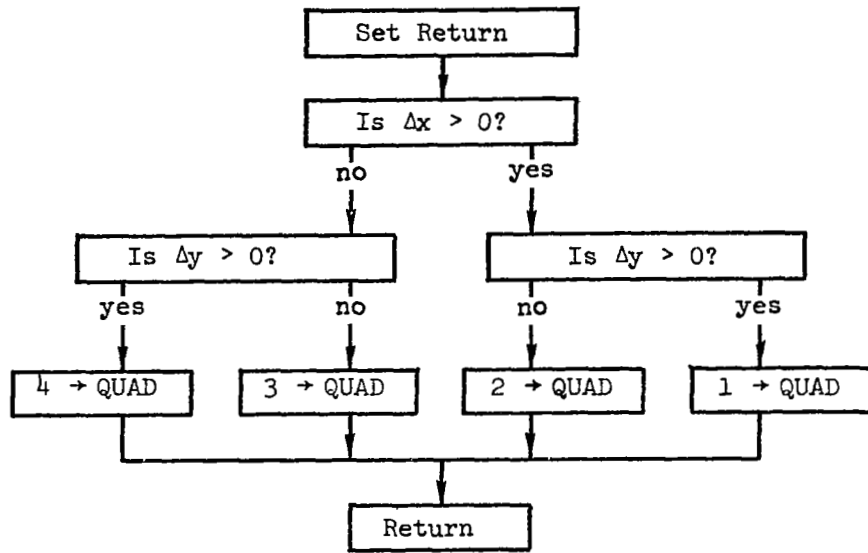 Set Return
Is Δx > 0?
no
yes
Is Δy > 0?
Is Δy > 0?
yes
no
no
yes
4 → QUAD
3 → QUAD
2 → QUAD
1 → QUAD
Return